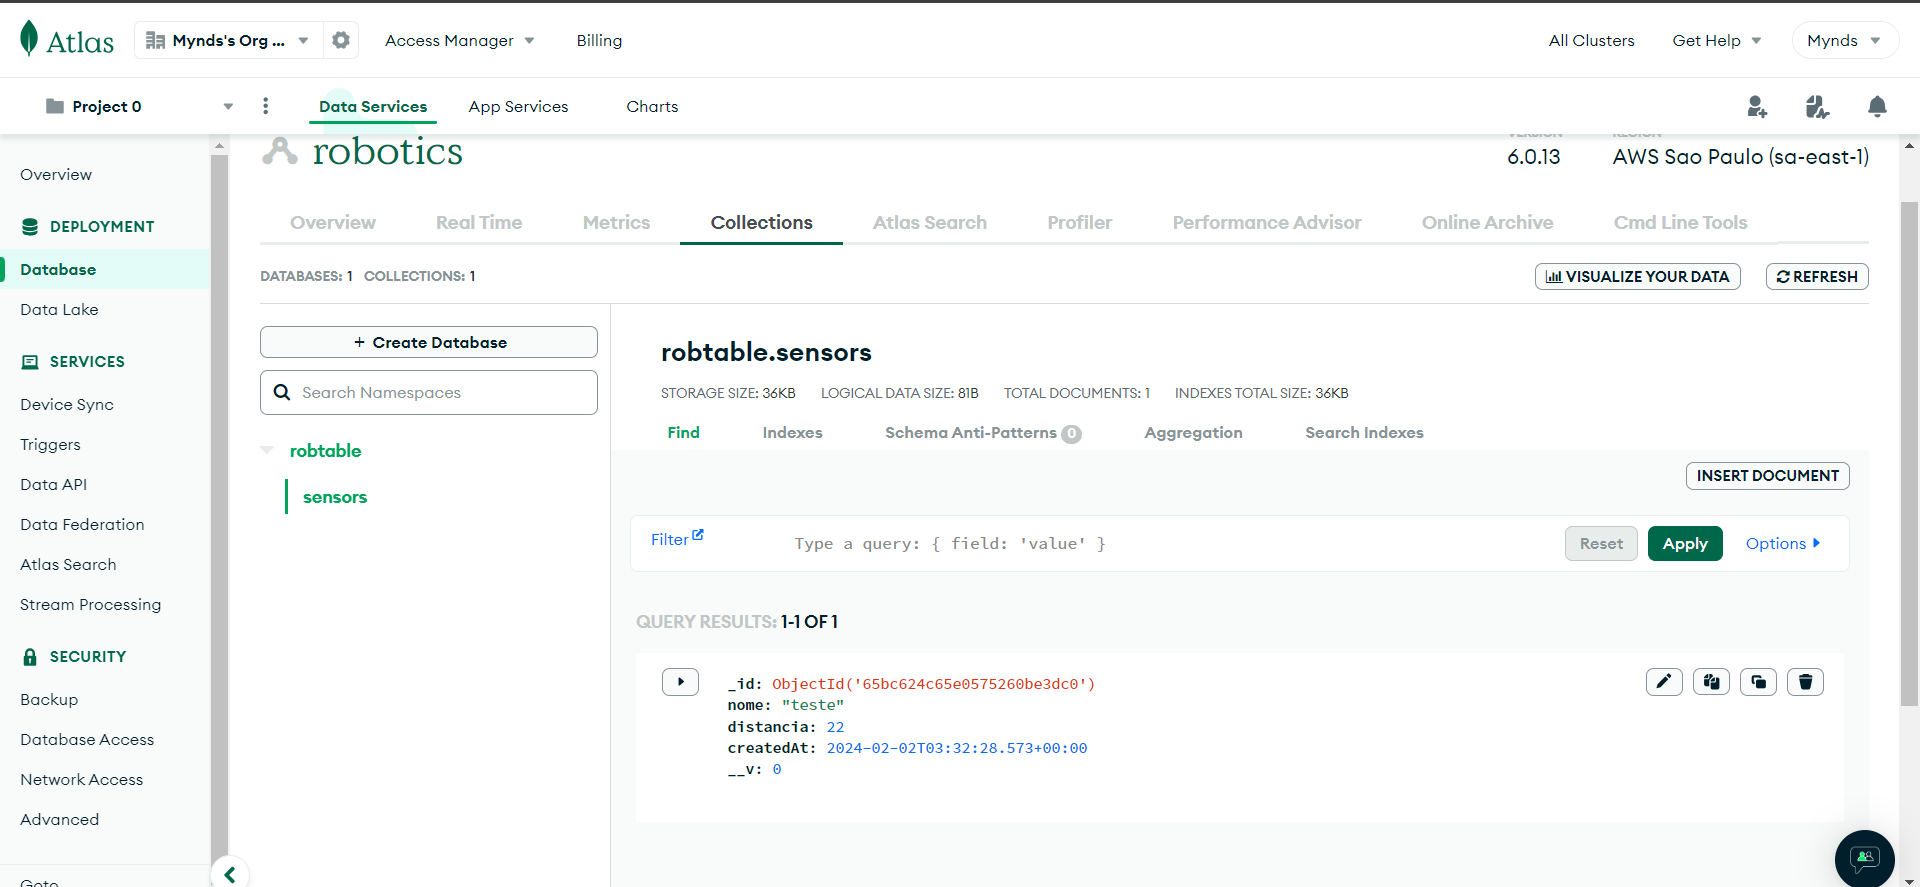 Atlas
Mynds's Org ...
Access Manager
Billing
All Clusters
Get Help
Mynds
Project 0
Data Services
App Services
Charts
Overview
DEPLOYMENT
Database
Data Lake
SERVICES
Device Sync
Triggers
Data API
Data Federation
Atlas Search
Stream Processing
SECURITY
Backup
Database Access
Network Access
Advanced
Goto
robotics
VERSION
6.0.13
REGION
AWS Sao Paulo (sa-east-1)
Overview
Real Time
Metrics
Collections
Atlas Search
Profiler
Performance Advisor
Online Archive
Cmd Line Tools
DATABASES: 1 COLLECTIONS: 1
VISUALIZE YOUR DATA
REFRESH
+ Create Database
Search Namespaces
robtable
sensors
robtable.sensors
STORAGE SIZE: 36KB LOGICAL DATA SIZE: 81B TOTAL DOCUMENTS: 1 INDEXES TOTAL SIZE: 36KB
Find
Indexes
Schema Anti-Patterns 0
Aggregation
Search Indexes
INSERT DOCUMENT
Filter
Type a query: { field: 'value' }
Reset
Apply
Options
QUERY RESULTS: 1-1 OF 1
_id: ObjectId('65bc624c65e0575260be3dc0')
nome: "teste"
distancia: 22
createdAt: 2024-02-02T03:32:28.573+00:00
__v: 0